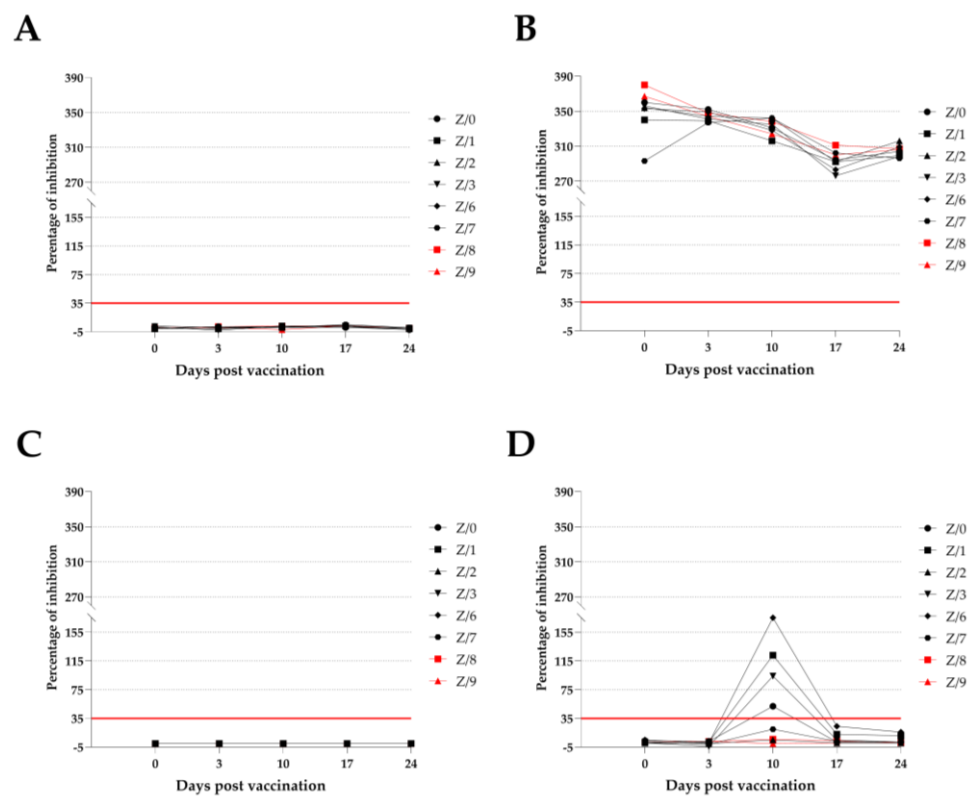 A
Perentage of inhibition
390
350
310
270
155
115
75
35
-5
0 3 10 17 24
Days post vaccination
Z/0
Z/1
Z/2
Z/3
Z/6
Z/7
Z/8
Z/9
B
Percentage of inhibition
390
350
310
270
155
115
75
35
-5
0 3 10 17 24
Days post vaccination
Z/0
Z/1
Z/2
Z/3
Z/6
Z/7
Z/8
Z/9
C
Percentage of inhibition
390
350
310
270
155
115
75
35
-5
0 3 10 17 24
Days post vaccination
Z/0
Z/1
Z/2
Z/3
Z/6
Z/7
Z/8
Z/9
D
Percentage of inhibition
390
350
310
270
155
115
75
35
-5
0 3 10 17 24
Days post vaccination
Z/0
Z/1
Z/2
Z/3
Z/6
Z/7
Z/8
Z/9